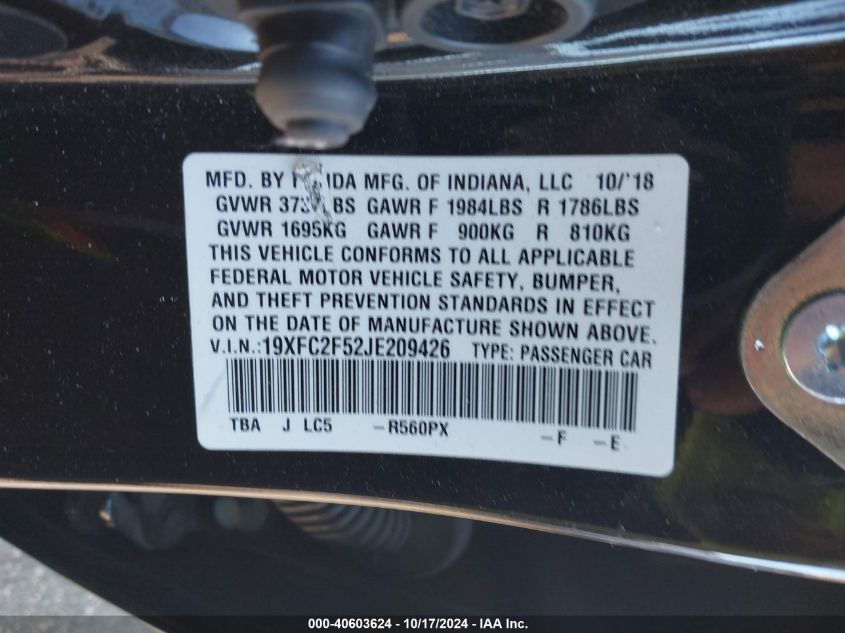 MFD. BY IDA MFG. OF INDIANA, LLC 10/'18
GVWR GAWR F 1984LBS R 1786LBS
GVWR 1695KG GAWR F 900KG R 810KG
THIS VEHICLE CONFORMS TO ALL APPLICABLE
FEDERAL MOTOR VEHICLE SAFETY, BUMPER,
AND THEFT PREVENTION STANDARDS IN EFFECT
ON THE DATE OF MANUFACTURE SHOWN ABOVE.
V.I.N.:19XFC2F52JE209426 TYPE: PASSENGER CAR
TBA J LC5 -R560PX -F -E
000-40603624 | 10/17/2024 - IAA Inc.